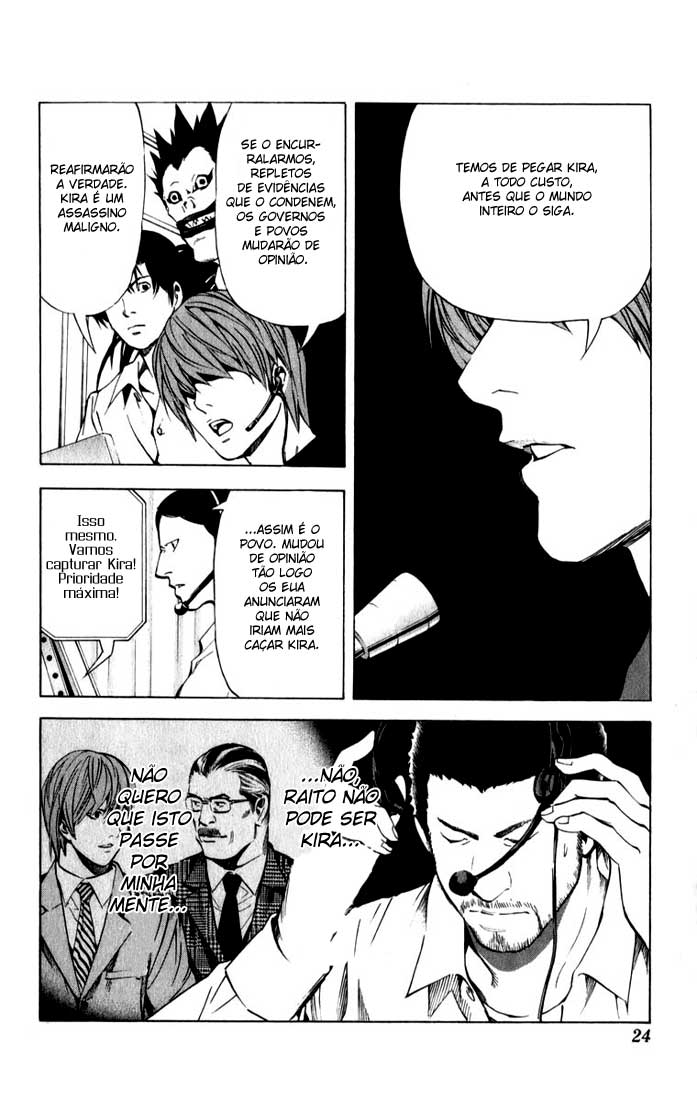 TEMOS DE PEGAR KIRA,
A TODO CUSTO,
ANTES QUE O MUNDO
INTEIRO O SIGA.
SE O ENCUR-
RALARMOS,
REPLETOS
DE EVIDÊNCIAS
QUE O CONDENEM,
OS GOVERNOS
E POVOS
MUDARÃO DE
OPINIÃO.
REAFIRMARÃO
A VERDADE.
KIRA É UM
ASSASSINO
MALIGNO.
...ASSIM É O
POVO. MUDOU
DE OPINIÃO
TÃO LOGO
OS EUA
ANUNCIARAM
QUE NÃO
IRIAM MAIS
CAÇAR KIRA.
Isso
mesmo.
Vamos
capturar Kira!
Prioridade
máxima!
...NÃO,
RAITO NÃO
PODE SER
KIRA...
NÃO
QUERO
QUE ISTO
PASSE
POR
MINHA
MENTE...
24